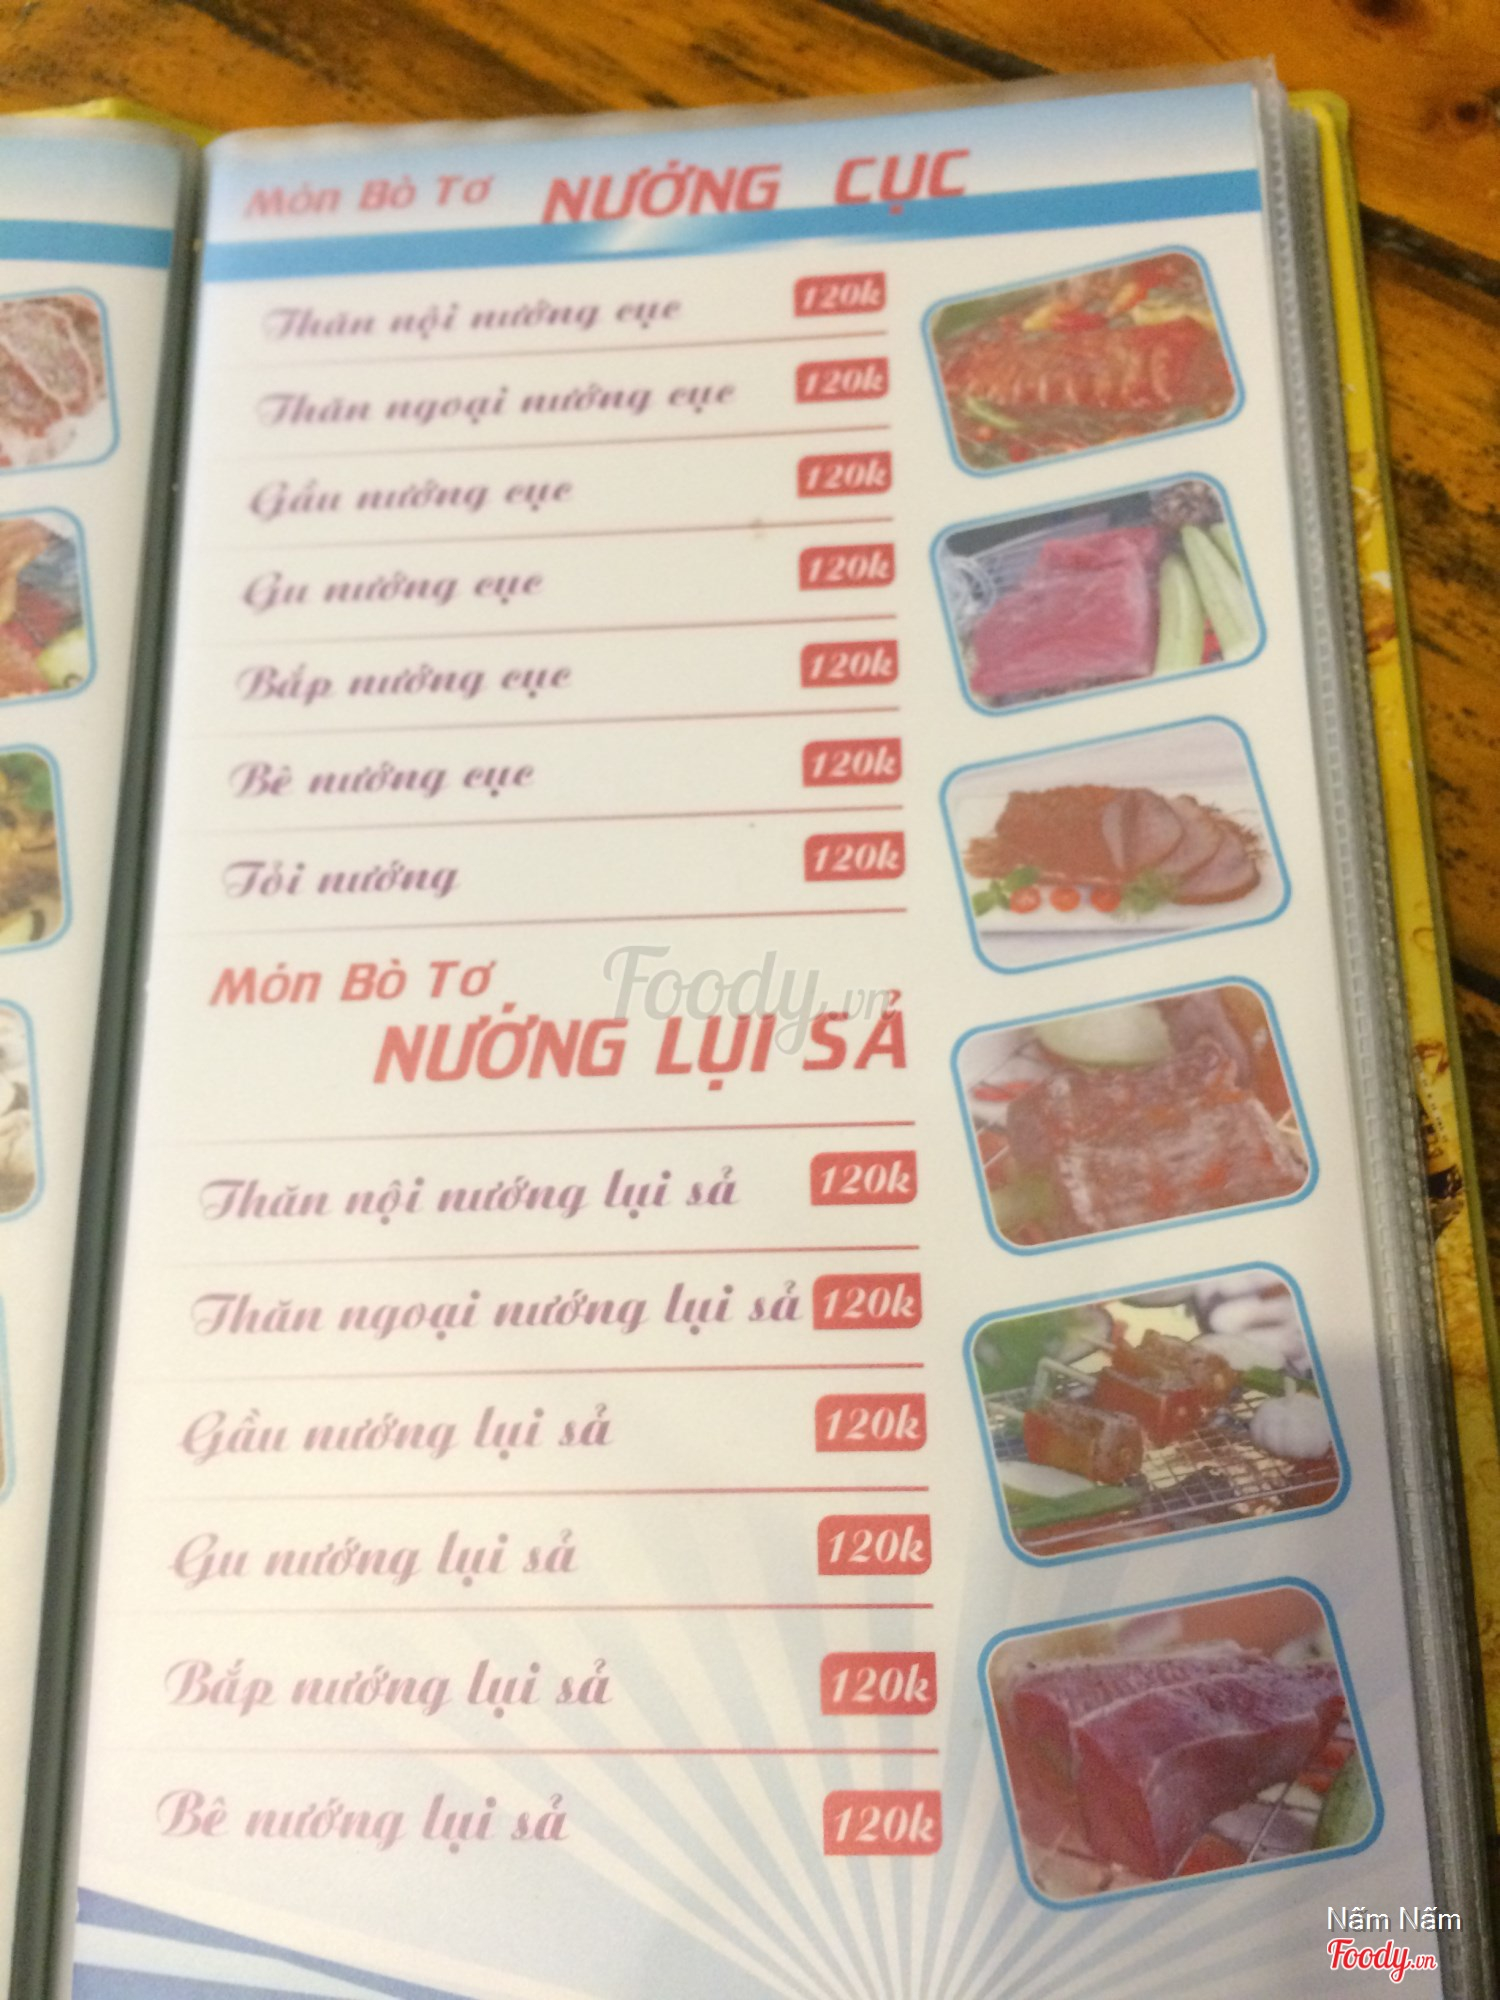 Món Bò Tơ NƯỚNG CỤC
Thăn nội nướng cục 120k
Thăn ngoại nướng cục 120k
Gầu nướng cục 120k
Gu nướng cục 120k
Bắp nướng cục 120k
Bê nướng cục 120k
Tỏi nướng 120k
Món Bò Tơ
NƯỚNG LỤI SẢ
Thăn nội nướng lụi sả 120k
Thăn ngoại nướng lụi sả 120k
Gầu nướng lụi sả 120k
Gu nướng lụi sả 120k
Bắp nướng lụi sả 120k
Bê nướng lụi sả 120k
Foody.vn
Nấm Nấm
Foody.vn